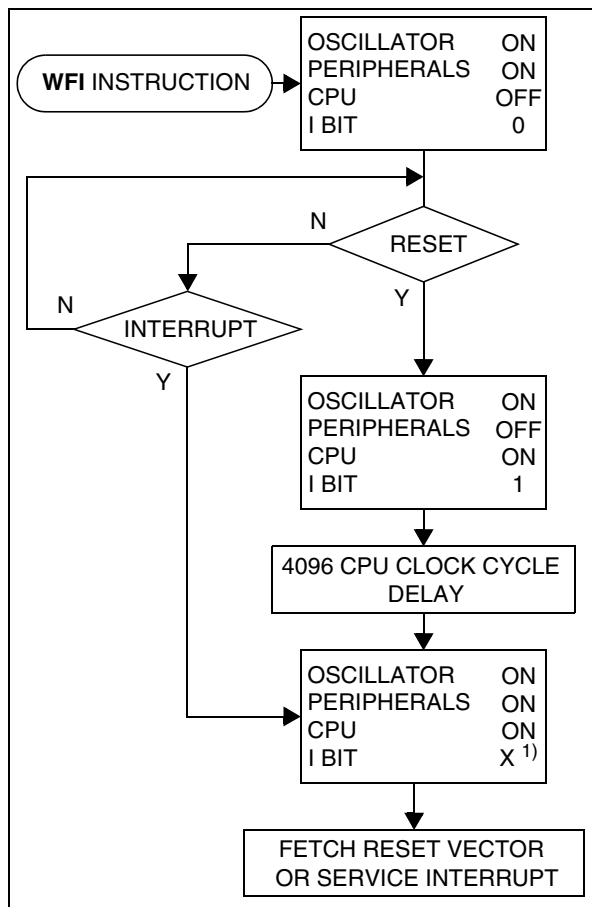 WFI INSTRUCTION
OSCILLATOR ON
PERIPHERALS ON
CPU OFF
I BIT 0
N
RESET
Y
N
INTERRUPT
Y
OSCILLATOR ON
PERIPHERALS OFF
CPU ON
I BIT 1
4096 CPU CLOCK CYCLE
DELAY
OSCILLATOR ON
PERIPHERALS ON
CPU ON
I BIT X 1)
FETCH RESET VECTOR
OR SERVICE INTERRUPT